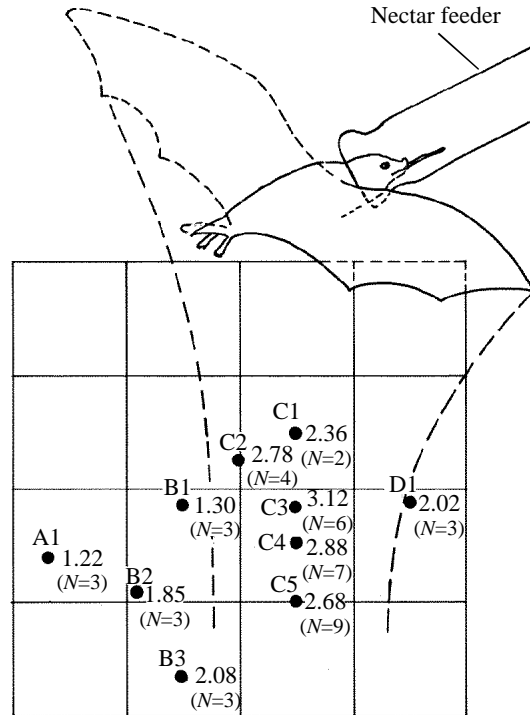 Nectar feeder
C1
2.36
(N=2)
C2
2.78
(N=4)
B1
1.30
(N=3)
C3
3.12
(N=6)
D1
2.02
(N=3)
A1
1.22
(N=3)
C4
2.88
(N=7)
B2
1.85
(N=3)
C5
2.68
(N=9)
B3
2.08
(N=3)